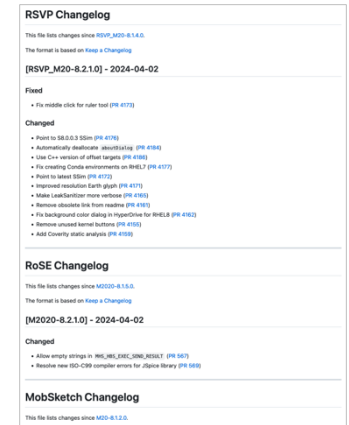 RSVP Changelog
This file lists changes since RSVP_M20-8.1.4.0.
The format is based on Keep a Changelog
[RSVP_M20-8.2.1.0] - 2024-04-02
Fixed
• Fix middle click for ruler tool (PR 4173)
Changed
• Point to S8.0.0.3 SSim (PR 4176)
• Automatically deallocate aboutDialog (PR 4184)
• Use C++ version of offset targets (PR 4186)
• Fix creating Conda environments on RHEL7 (PR 4177)
• Point to latest SSim (PR 4172)
• Improved resolution Earth glyph (PR 4171)
• Make LeakSanitizer more verbose (PR 4165)
• Remove obsolete link from readme (PR 4161)
• Fix background color dialog in HyperDrive for RHEL8 (PR 4162)
• Remove unused kernel buttons (PR 4155)
• Add Coverity static analysis (PR 4159)
RoSE Changelog
This file lists changes since M2020-8.1.5.0.
The format is based on Keep a Changelog
[M2020-8.2.1.0] - 2024-04-02
Changed
• Allow empty strings in MHS_HBS_EXEC_SEND_RESULT (PR 567)
• Resolve new ISO-C99 compiler errors for JSpice library (PR 569)
MobSketch Changelog
This file lists changes since M20-8.1.2.0.